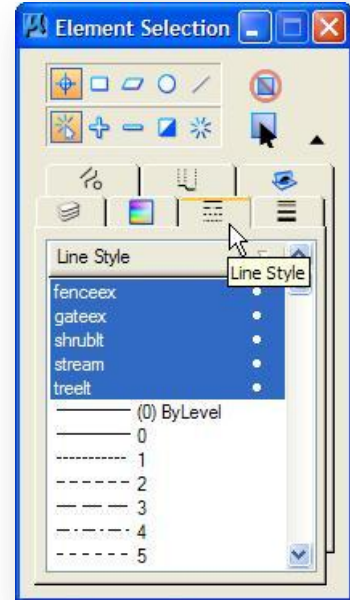 Element Selection
Line Style
Line Style
fenceex
gateex
shrublt
stream
treelt
(0) ByLevel
0
1
2
3
4
5